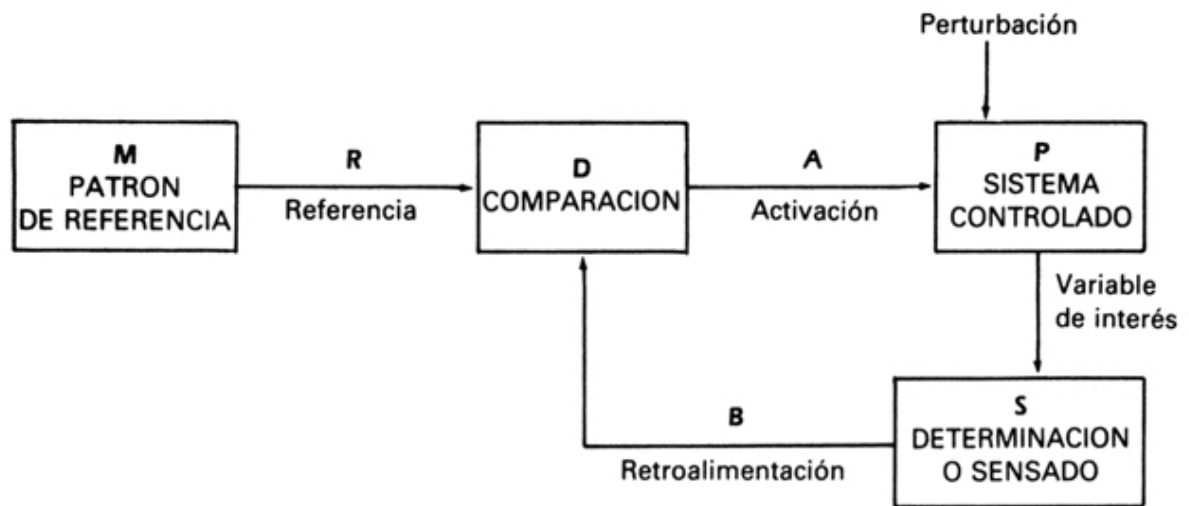 Perturbación
M
PATRON
DE REFERENCIA
R
Referencia
D
COMPARACION
A
Activación
P
SISTEMA
CONTROLADO
Variable
de interés
B
Retroalimentación
S
DETERMINACION
O SENSADO